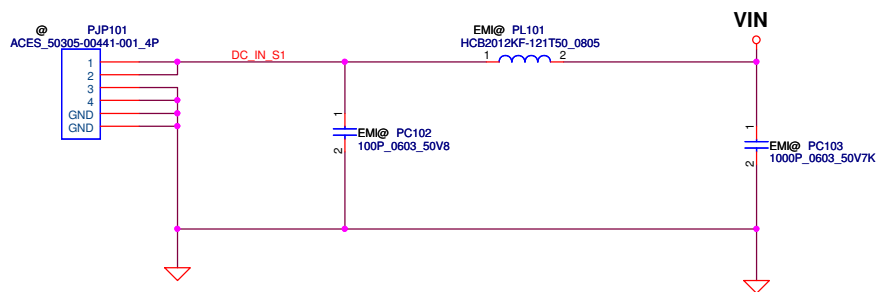 @ PJP101
ACES_50305-00441-001_4P
1
2
3
4
GND
GND
DC_IN_S1
EMI@ PL101
HCB2012KF-121T50_0805
1 2
VIN
1
EMI@ PC102
100P_0603_50V8
2
1
EMI@ PC103
1000P_0603_50V7K
2